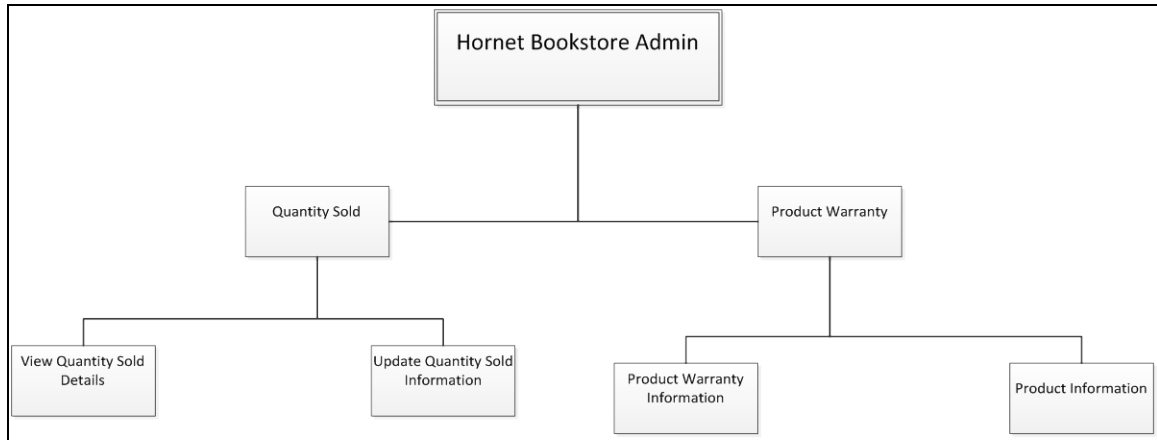 Hornet Bookstore Admin
Quantity Sold
Product Warranty
View Quantity Sold
Details
Update Quantity Sold
Information
Product Warranty
Information
Product Information